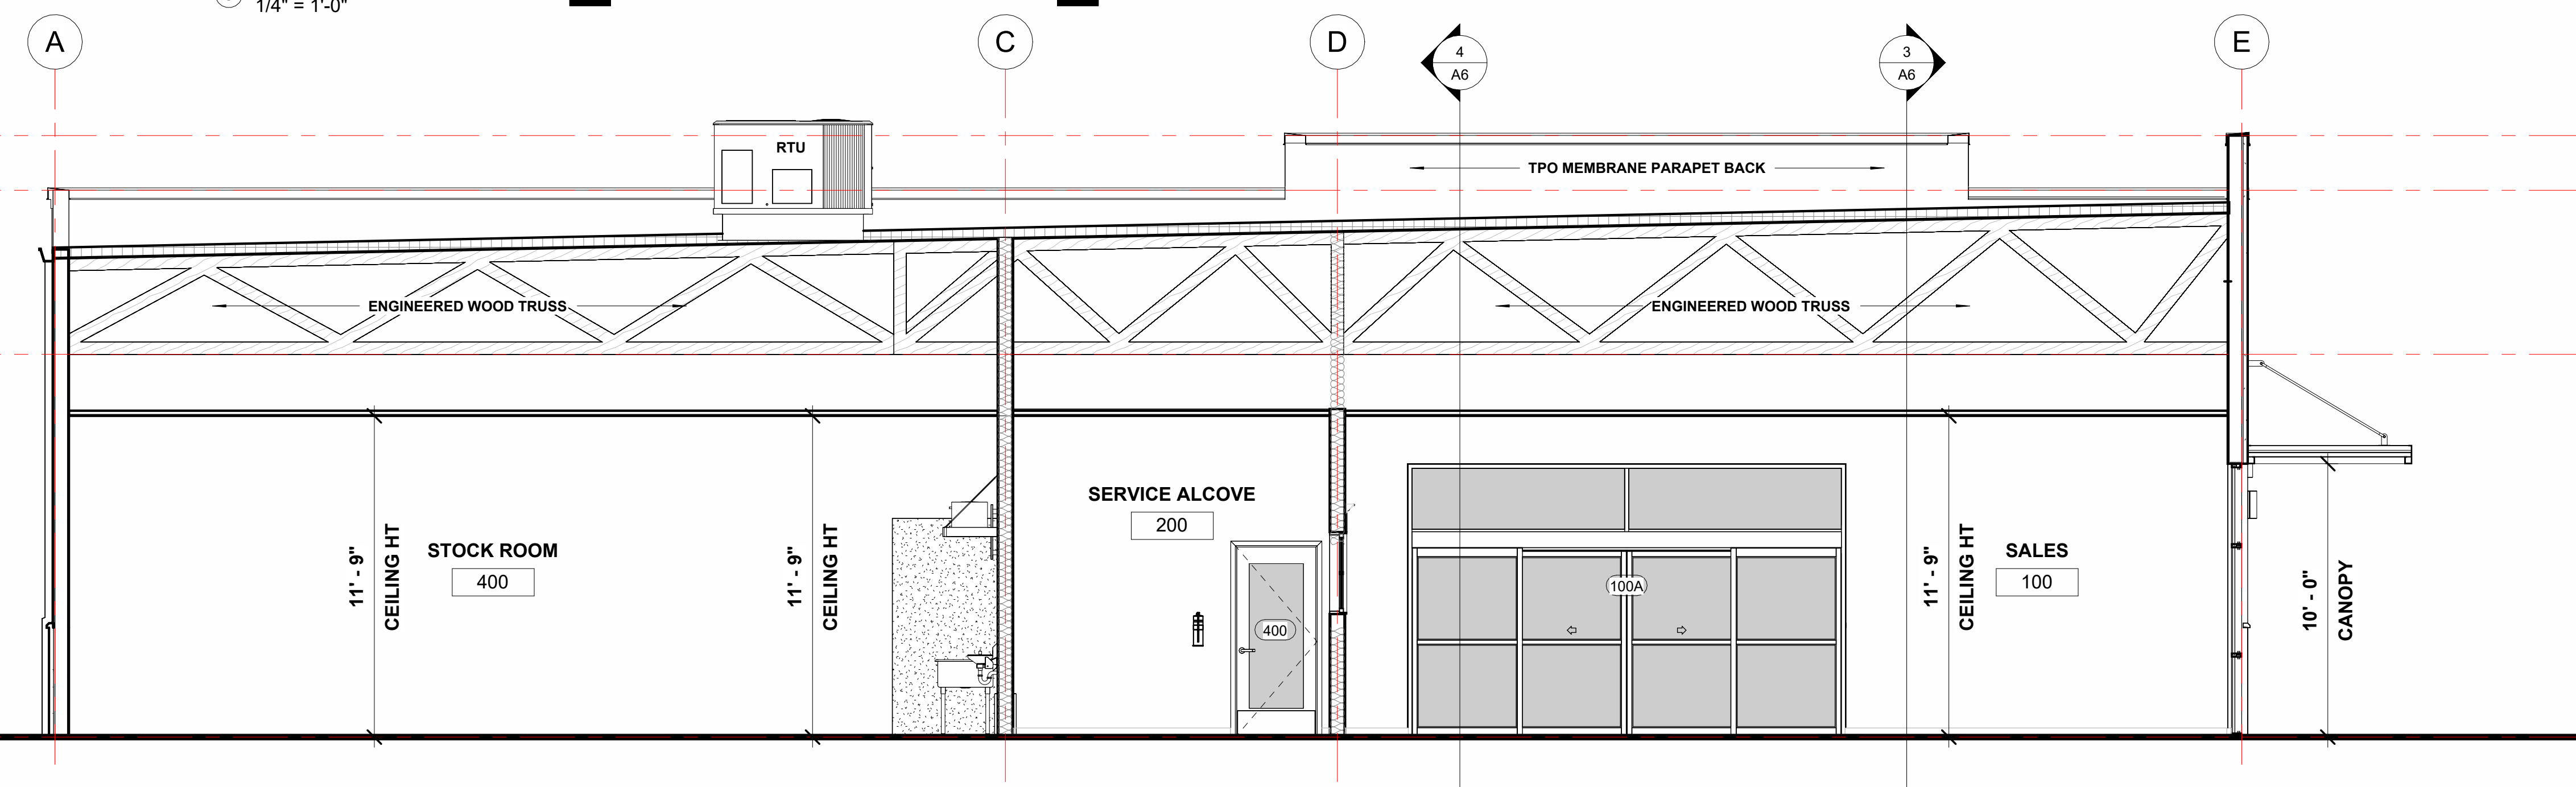 1/4" = 1'-0"
A
C
D
4
A6
3
A6
E
RTU
TPO MEMBRANE PARAPET BACK
ENGINEERED WOOD TRUSS
ENGINEERED WOOD TRUSS
11' - 9"
CEILING HT
STOCK ROOM
400
11' - 9"
CEILING HT
SERVICE ALCOVE
200
400
100A
11' - 9"
CEILING HT
SALES
100
10' - 0"
CANOPY